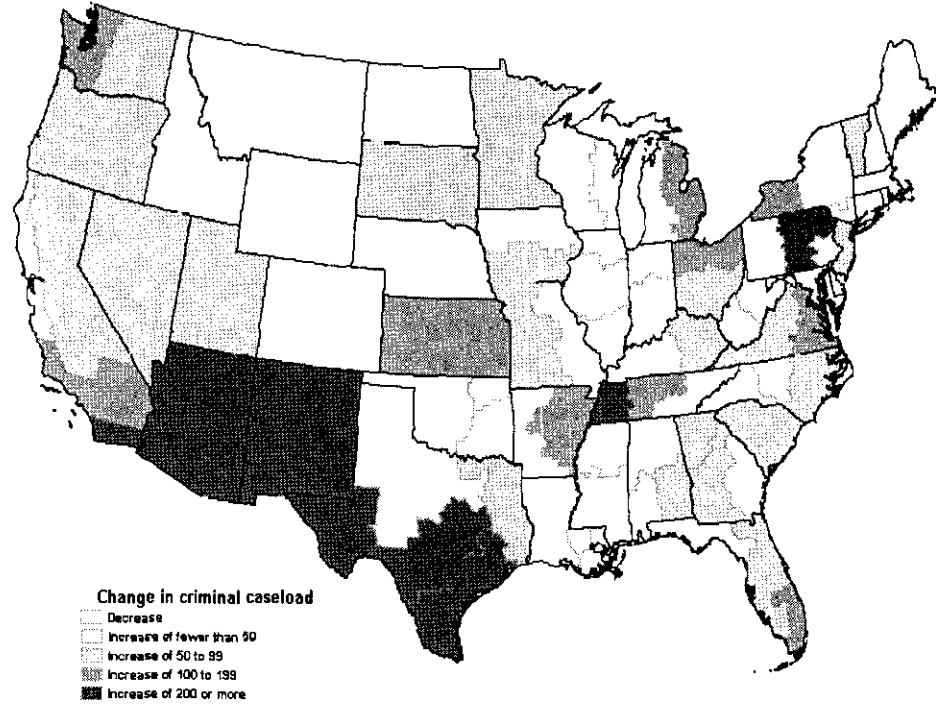 Change in criminal caseload
Decrease
Increase of fewer than 50
Increase of 50 to 99
Increase of 100 to 199
Increase of 200 or more